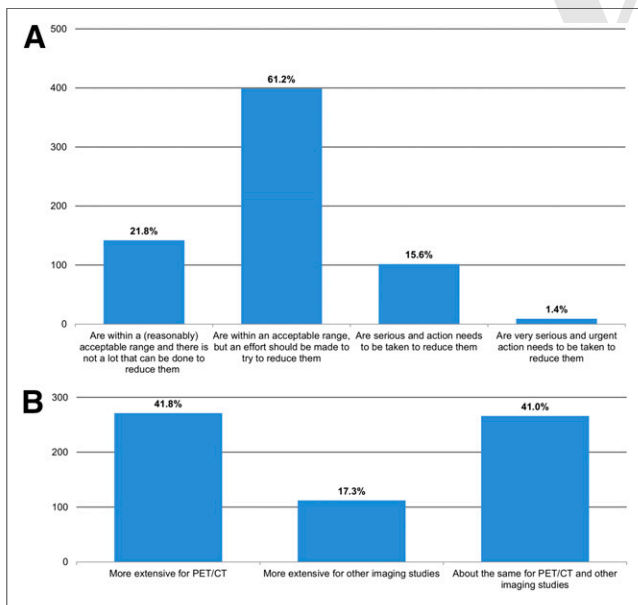 A
500
400
300
200
100
0
61.2%
21.8%
15.6%
1.4%
Are within a (reasonably) acceptable range and there is not a lot that can be done to reduce them
Are within an acceptable range, but an effort should be made to try to reduce them
Are serious and action needs to be taken to reduce them
Are very serious and urgent action needs to be taken to reduce them
B
300
200
100
0
41.8%
17.3%
41.0%
More extensive for PET/CT
More extensive for other imaging studies
About the same for PET/CT and other imaging studies